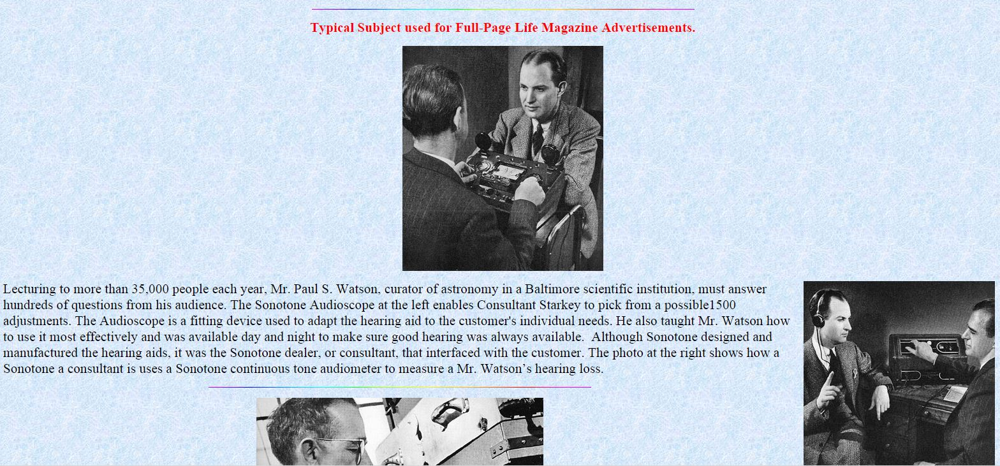 Typical Subject used for Full-Page Life Magazine Advertisements.
Lecturing to more than 35,000 people each year, Mr. Paul S. Watson, curator of astronomy in a Baltimore scientific institution, must answer
hundreds of questions from his audience. The Sonotone Audioscope at the left enables Consultant Starkey to pick from a possible1500
adjustments. The Audioscope is a fitting device used to adapt the hearing aid to the customer's individual needs. He also taught Mr. Watson how
to use it most effectively and was available day and night to make sure good hearing was always available.  Although Sonotone designed and
manufactured the hearing aids, it was the Sonotone dealer, or consultant, that interfaced with the customer. The photo at the right shows how a
Sonotone a consultant is uses a Sonotone continuous tone audiometer to measure a Mr. Watson’s hearing loss.